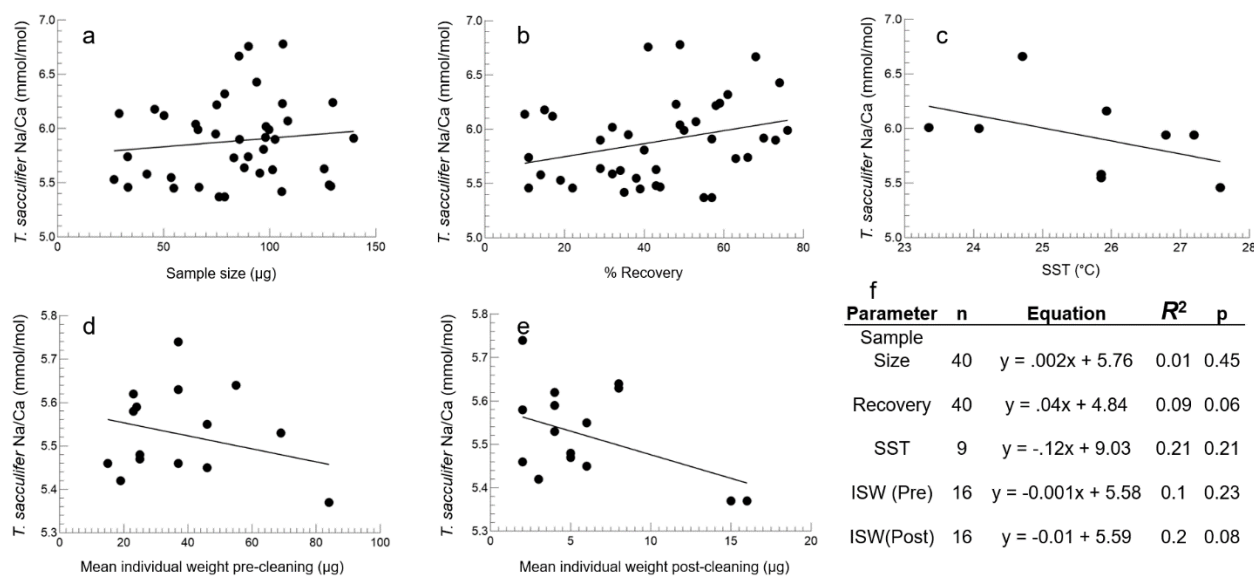 a
7.0
6.5
6.0
5.5
5.0
T. sacculifer Na/Ca (mmol/mol)
0 50 100 150
Sample size (µg)
b
7.0
6.5
6.0
5.5
5.0
T. sacculifer Na/Ca (mmol/mol)
0 20 40 60 80
% Recovery
c
7.0
6.5
6.0
5.5
5.0
T. sacculifer Na/Ca (mmol/mol)
23 24 25 26 27 28
SST (°C)
d
5.8
5.7
5.6
5.5
5.4
5.3
T. sacculifer Na/Ca (mmol/mol)
0 20 40 60 80 100
Mean individual weight pre-cleaning (µg)
e
5.8
5.7
5.6
5.5
5.4
5.3
T. sacculifer Na/Ca (mmol/mol)
0 5 10 15 20
Mean individual weight post-cleaning (µg)
f
Parameter n Equation R² p
Sample
Size 40 y = .002x + 5.76 0.01 0.45
Recovery 40 y = .04x + 4.84 0.09 0.06
SST 9 y = -.12x + 9.03 0.21 0.21
ISW (Pre) 16 y = -0.001x + 5.58 0.1 0.23
ISW(Post) 16 y = -0.01 + 5.59 0.2 0.08